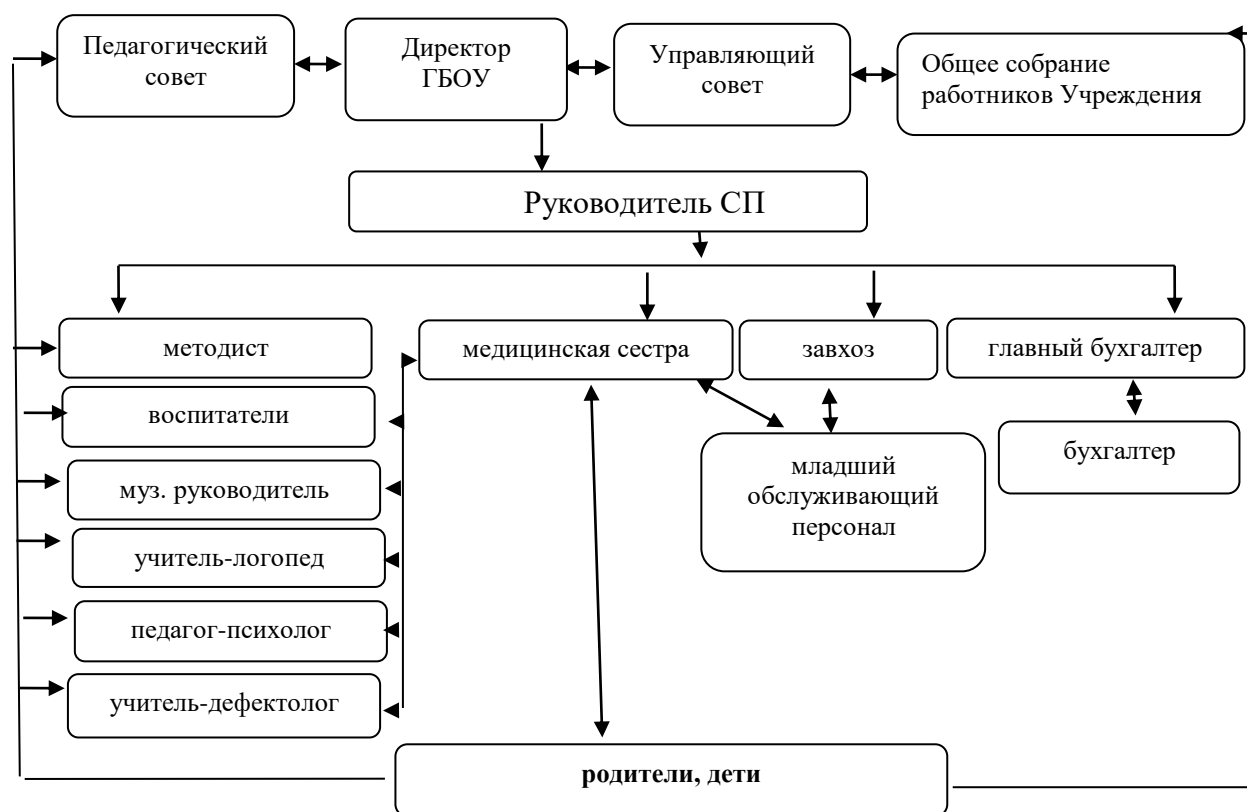 Педагогический
совет
Директор
ГБОУ
Управляющий
совет
Общее собрание
работников Учреждения
Руководитель СП
методист
медицинская сестра
завхоз
главный бухгалтер
воспитатели
муз. руководитель
учитель-логопед
педагог-психолог
учитель-дефектолог
младший
обслуживающий
персонал
бухгалтер
родители, дети